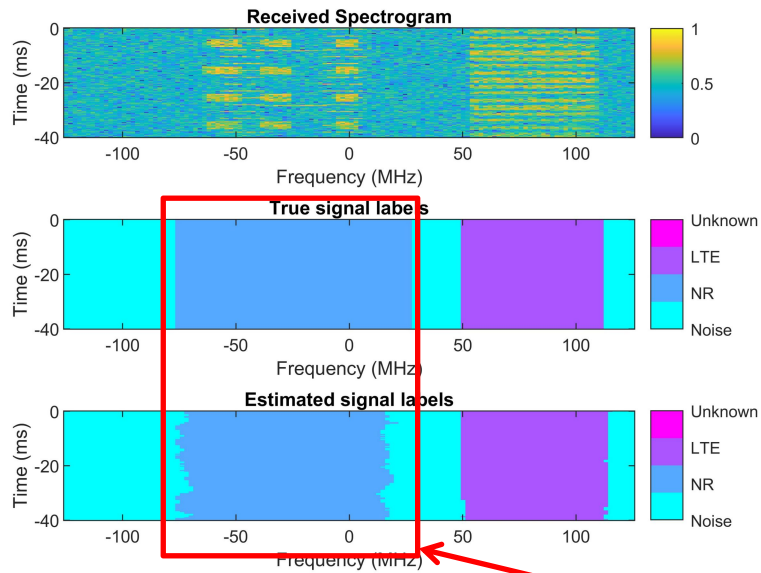 Received Spectrogram
Time (ms)
0
-20
-40
-100
-50
0
50
100
Frequency (MHz)
1
0.5
0
True signal labels
Time (ms)
0
-20
-40
-100
-50
0
50
100
Frequency (MHz)
Unknown
LTE
NR
Noise
Estimated signal labels
Time (ms)
0
-20
-40
-100
-50
0
50
100
Frequency (MHz)
Unknown
LTE
NR
Noise